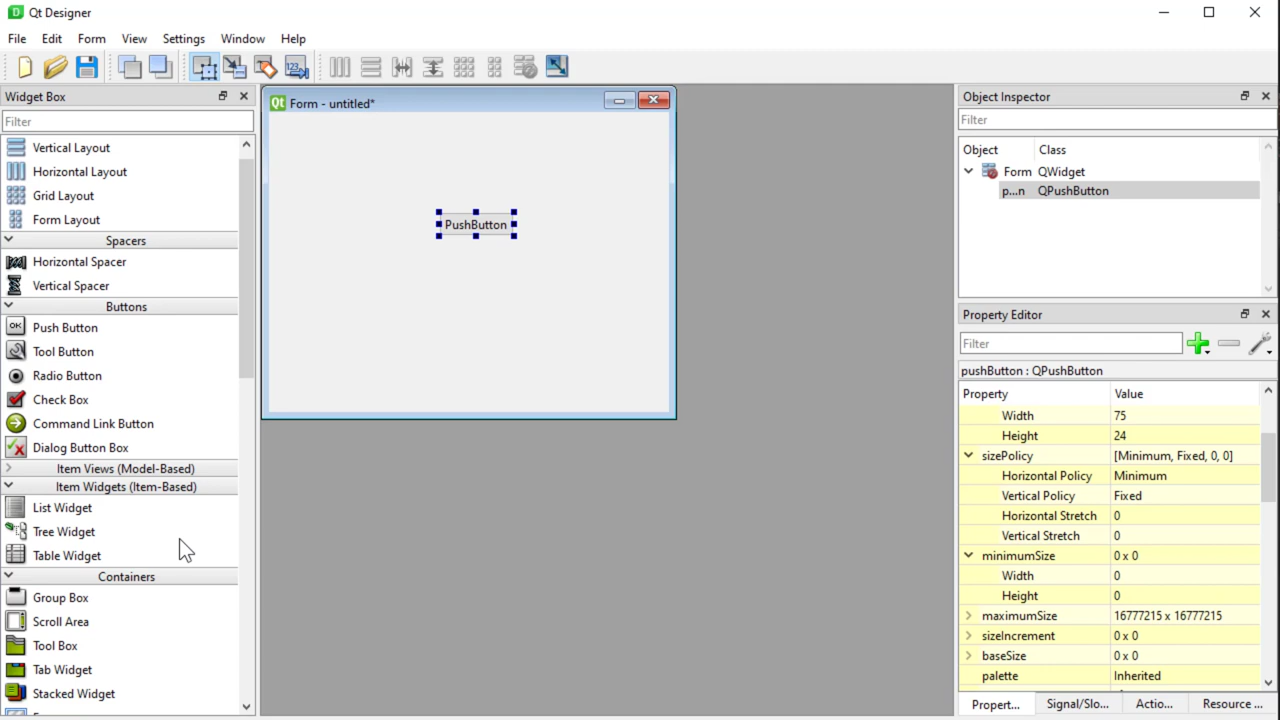 Qt Designer
File Edit Form View Settings Window Help
Widget Box
Filter
Vertical Layout
Horizontal Layout
Grid Layout
Form Layout
Spacers
Horizontal Spacer
Vertical Spacer
Buttons
OK Push Button
Tool Button
Radio Button
Check Box
Command Link Button
Dialog Button Box
Item Views (Model-Based)
Item Widgets (Item-Based)
List Widget
Tree Widget
Table Widget
Containers
Group Box
Scroll Area
Tool Box
Tab Widget
Stacked Widget
Qt Form - untitled*
PushButton
Object Inspector
Filter
Object Class
Form QWidget
p...n QPushButton
Property Editor
Filter
pushButton : QPushButton
Property Value
Width 75
Height 24
sizePolicy [Minimum, Fixed, 0, 0]
Horizontal Policy Minimum
Vertical Policy Fixed
Horizontal Stretch 0
Vertical Stretch 0
minimumSize 0 x 0
Width 0
Height 0
maximumSize 16777215 x 16777215
sizeIncrement 0 x 0
baseSize 0 x 0
palette Inherited
Propert... Signal/Slo... Actio... Resource ...